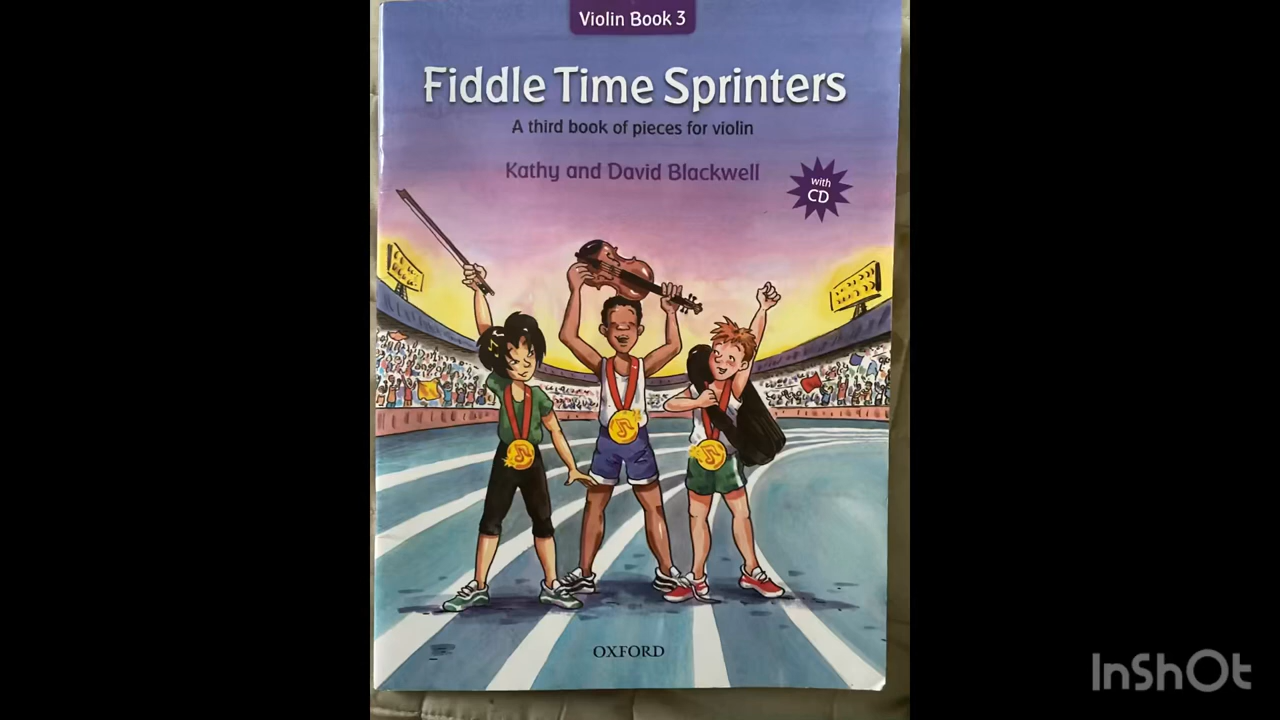 Violin Book 3
Fiddle Time Sprinters
A third book of pieces for violin
Kathy and David Blackwell
with
CD
OXFORD
InShOt